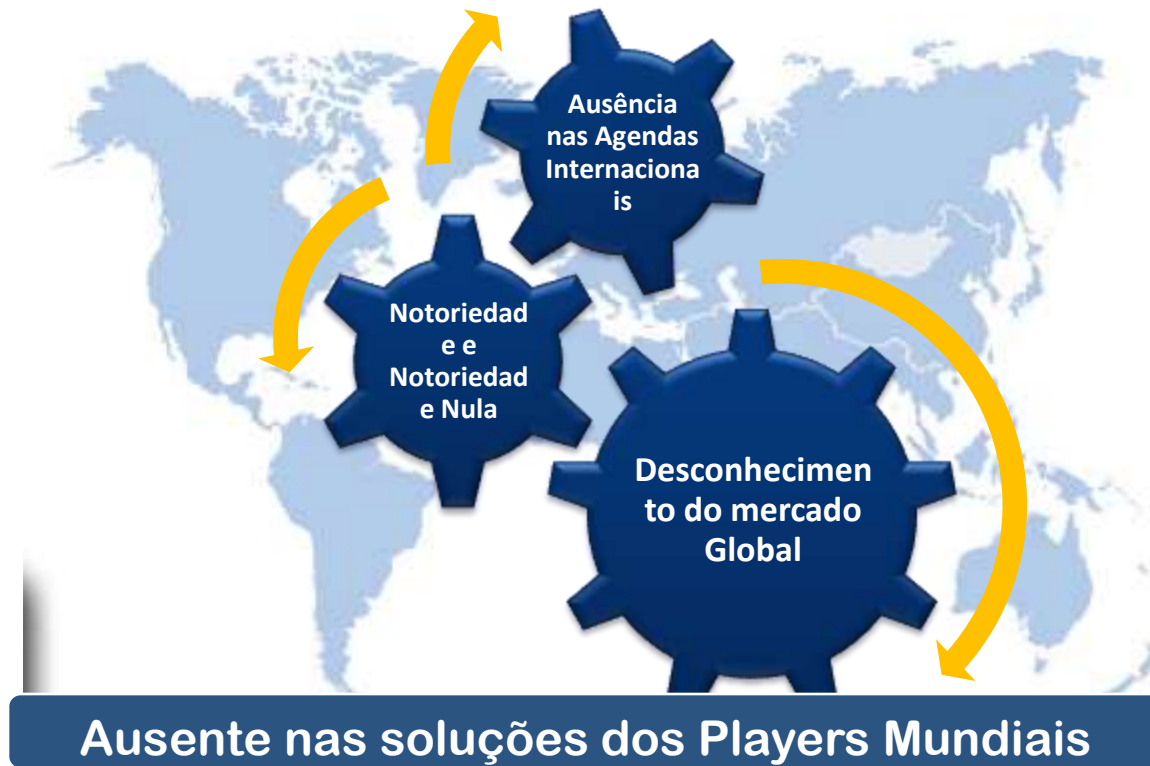 Ausência
nas Agendas
Internaciona
is
Notoriedad
e e
Notoriedad
e Nula
Desconhecimen
to do mercado
Global
Ausente nas soluções dos Players Mundiais